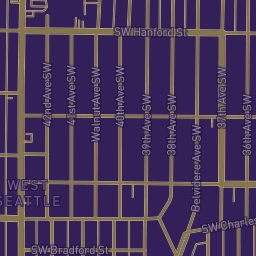 SW Hanford St
42nd Ave SW
41st Ave SW
Walnut Ave SW
40th Ave SW
39th Ave SW
38th Ave SW
Belvidere Ave SW
37th Ave SW
36th Ave SW
WEST
SEATTLE
SW Charles
SW Bradford St